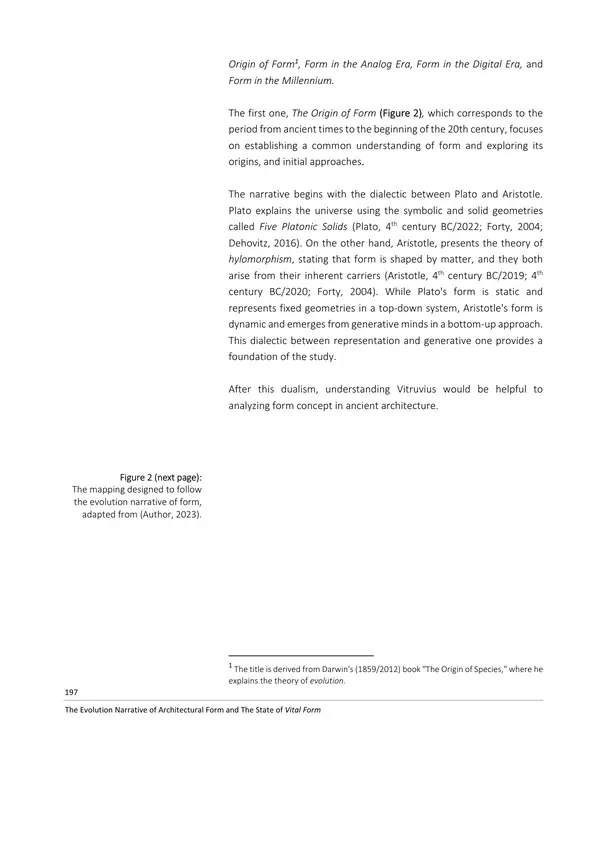 Origin of Form¹, Form in the Analog Era, Form in the Digital Era, and
Form in the Millennium.
The first one, The Origin of Form (Figure 2), which corresponds to the
period from ancient times to the beginning of the 20th century, focuses
on establishing a common understanding of form and exploring its
origins, and initial approaches.
The narrative begins with the dialectic between Plato and Aristotle.
Plato explains the universe using the symbolic and solid geometries
called Five Platonic Solids (Plato, 4th century BC/2022; Forty, 2004;
Dehovitz, 2016). On the other hand, Aristotle, presents the theory of
hylomorphism, stating that form is shaped by matter, and they both
arise from their inherent carriers (Aristotle, 4th century BC/2019; 4th
century BC/2020; Forty, 2004). While Plato's form is static and
represents fixed geometries in a top-down system, Aristotle's form is
dynamic and emerges from generative minds in a bottom-up approach.
This dialectic between representation and generative one provides a
foundation of the study.
After this dualism, understanding Vitruvius would be helpful to
analyzing form concept in ancient architecture.
Figure 2 (next page):
The mapping designed to follow
the evolution narrative of form,
adapted from (Author, 2023).
1 The title is derived from Darwin's (1859/2012) book "The Origin of Species," where he
explains the theory of evolution.
197
The Evolution Narrative of Architectural Form and The State of Vital Form